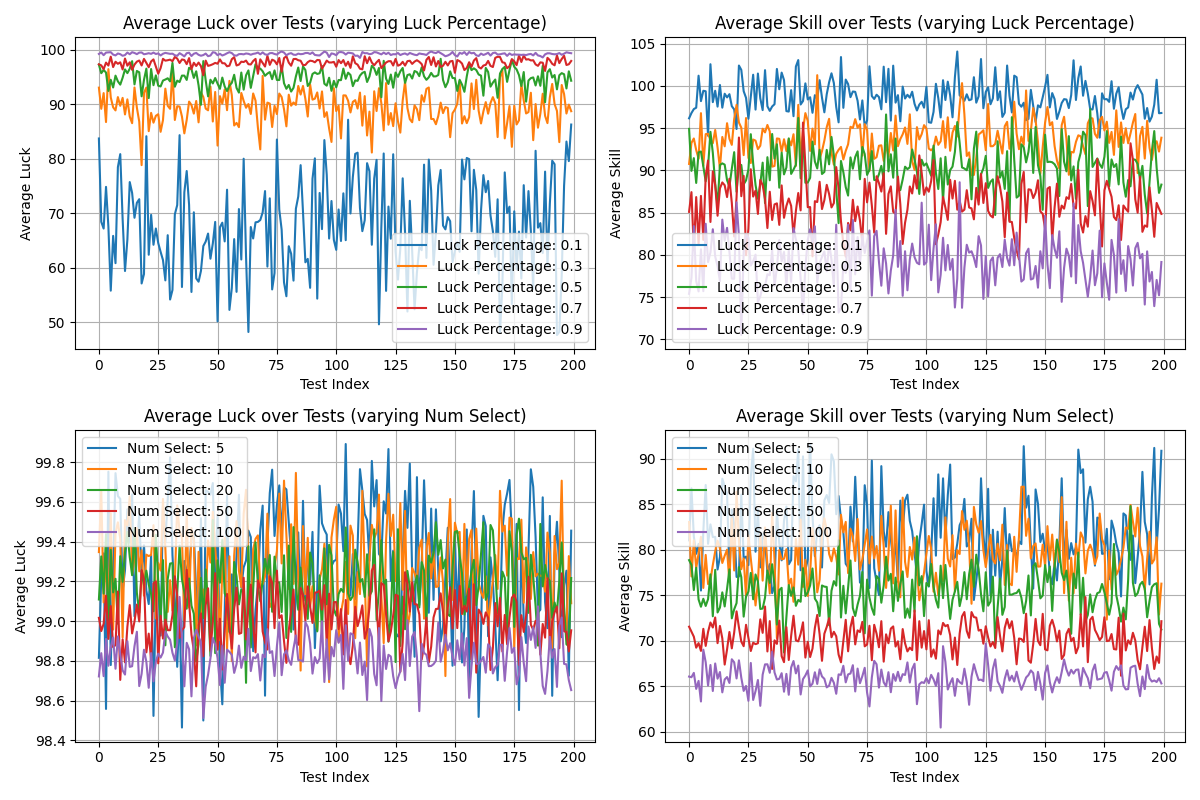 Average Luck over Tests (varying Luck Percentage)
100
90
80
70
60
50
Average Luck
0
25
50
75
100
125
150
175
200
Test Index
Luck Percentage: 0.1
Luck Percentage: 0.3
Luck Percentage: 0.5
Luck Percentage: 0.7
Luck Percentage: 0.9
Average Skill over Tests (varying Luck Percentage)
105
100
95
90
85
80
75
70
Average Skill
0
25
50
75
100
125
150
175
200
Test Index
Luck Percentage: 0.1
Luck Percentage: 0.3
Luck Percentage: 0.5
Luck Percentage: 0.7
Luck Percentage: 0.9
Average Luck over Tests (varying Num Select)
99.8
99.6
99.4
99.2
99.0
98.8
98.6
98.4
Average Luck
0
25
50
75
100
125
150
175
200
Test Index
Num Select: 5
Num Select: 10
Num Select: 20
Num Select: 50
Num Select: 100
Average Skill over Tests (varying Num Select)
90
85
80
75
70
65
60
Average Skill
0
25
50
75
100
125
150
175
200
Test Index
Num Select: 5
Num Select: 10
Num Select: 20
Num Select: 50
Num Select: 100